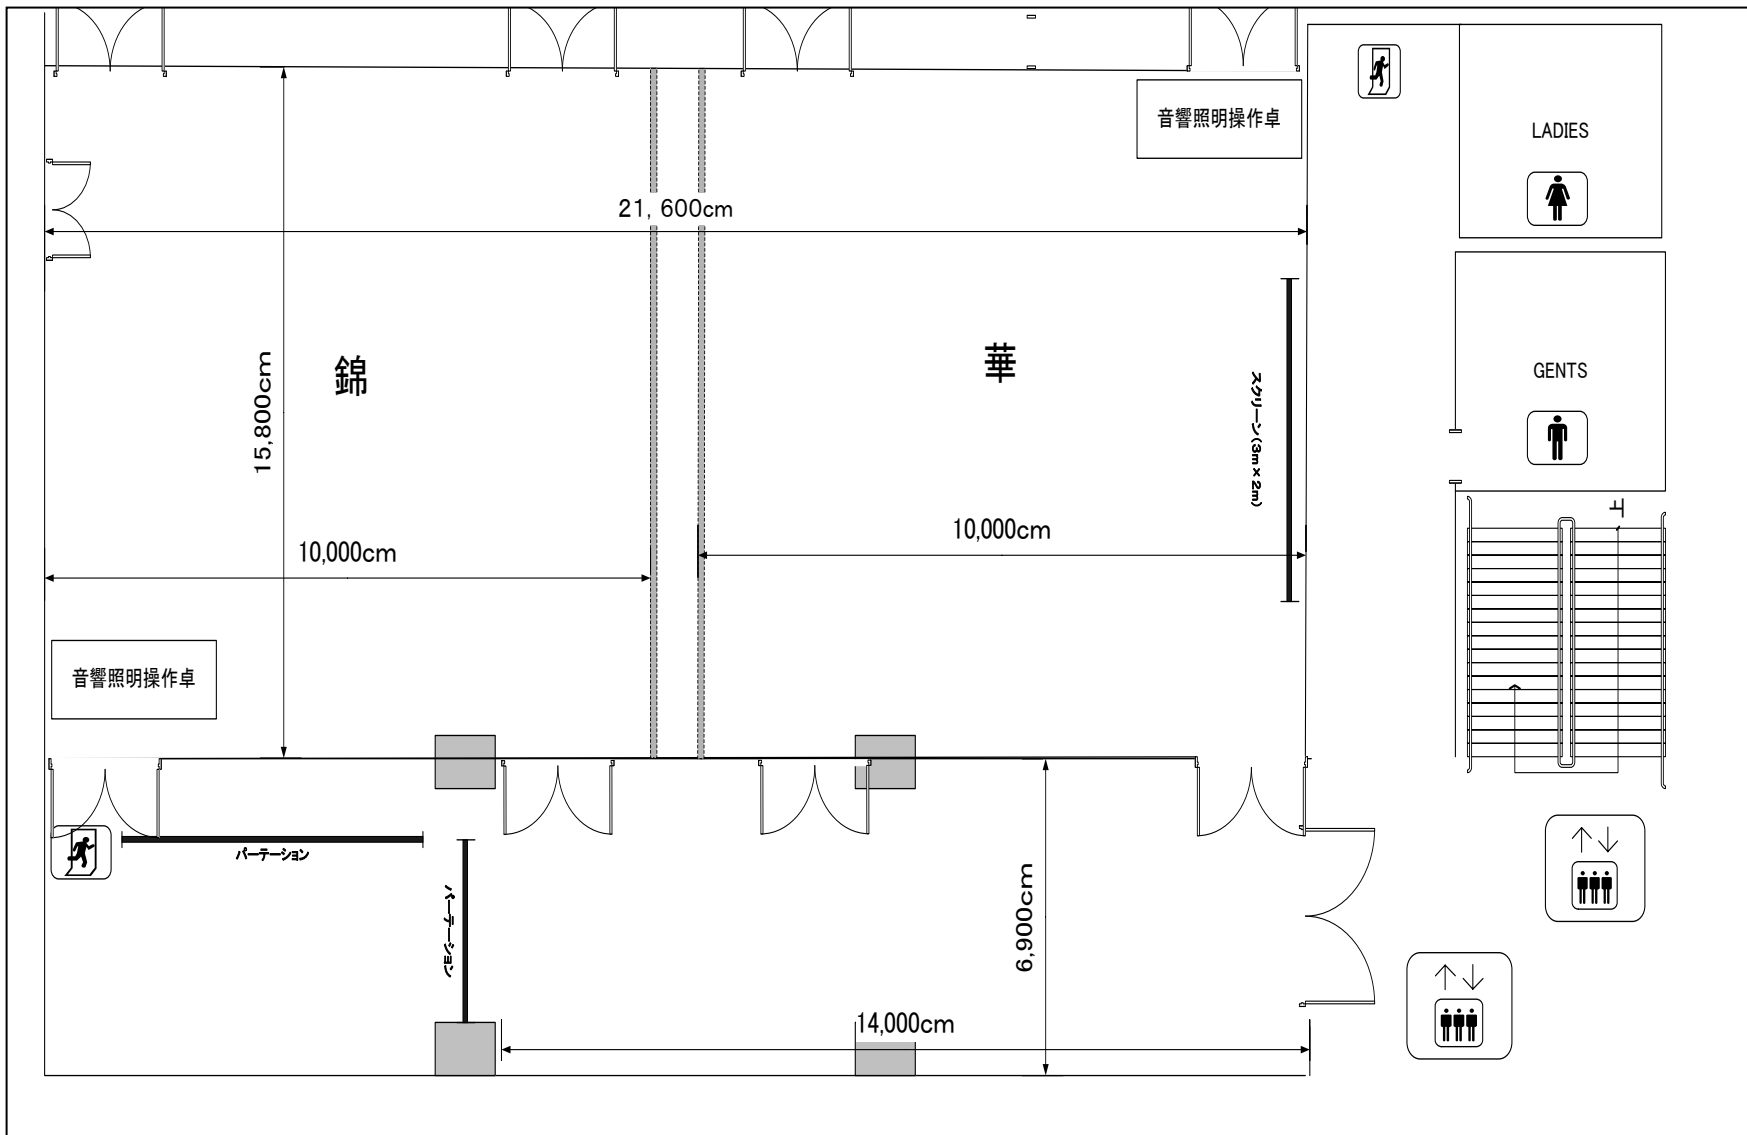 音響照明操作卓
LADIES
21, 600cm
錦
華
15,800cm
スクリーン(3m×2m)
GENTS
10,000cm
10,000cm
音響照明操作卓
パーテーション
パーテーション
6,900cm
14,000cm